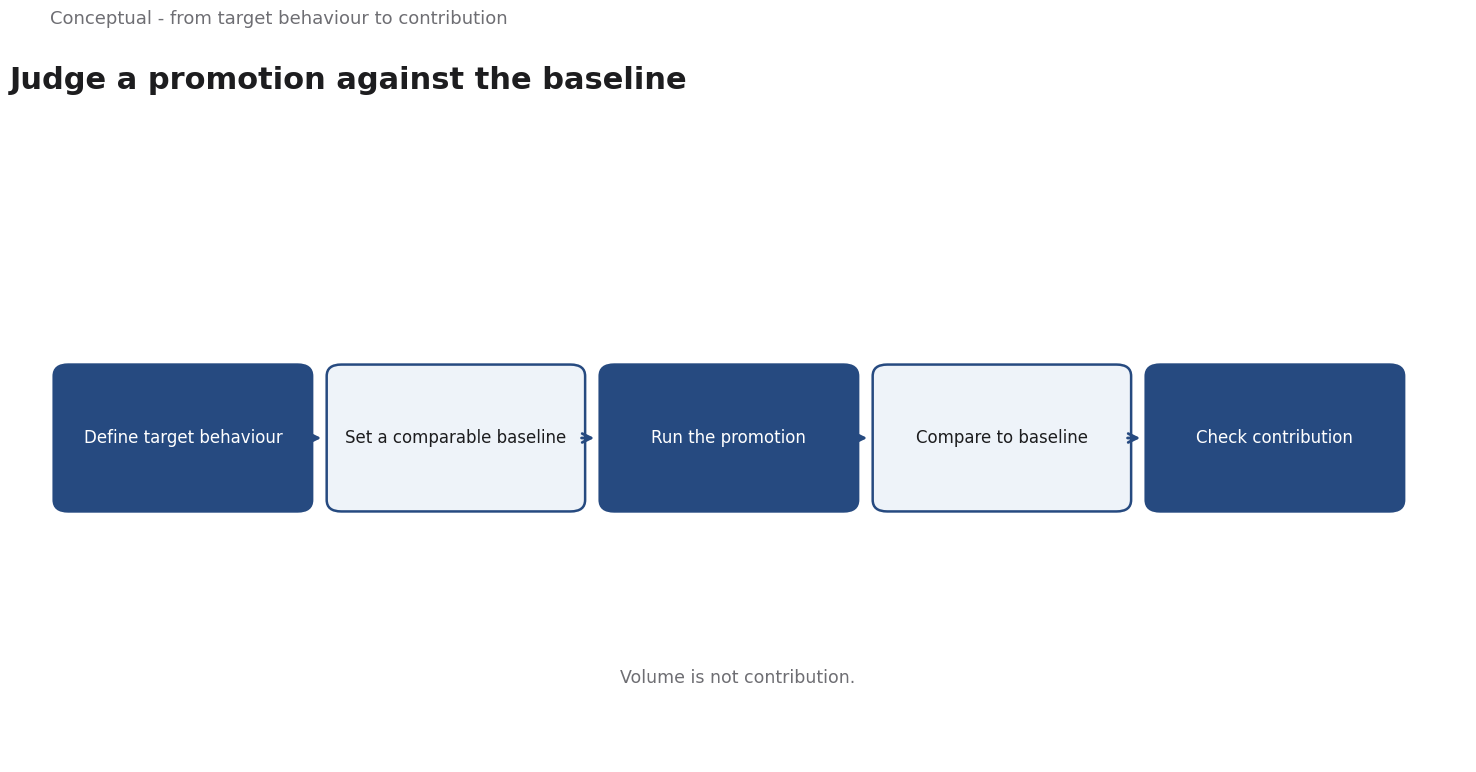 Conceptual - from target behaviour to contribution
Judge a promotion against the baseline
Define target behaviour
Set a comparable baseline
Run the promotion
Compare to baseline
Check contribution
Volume is not contribution.